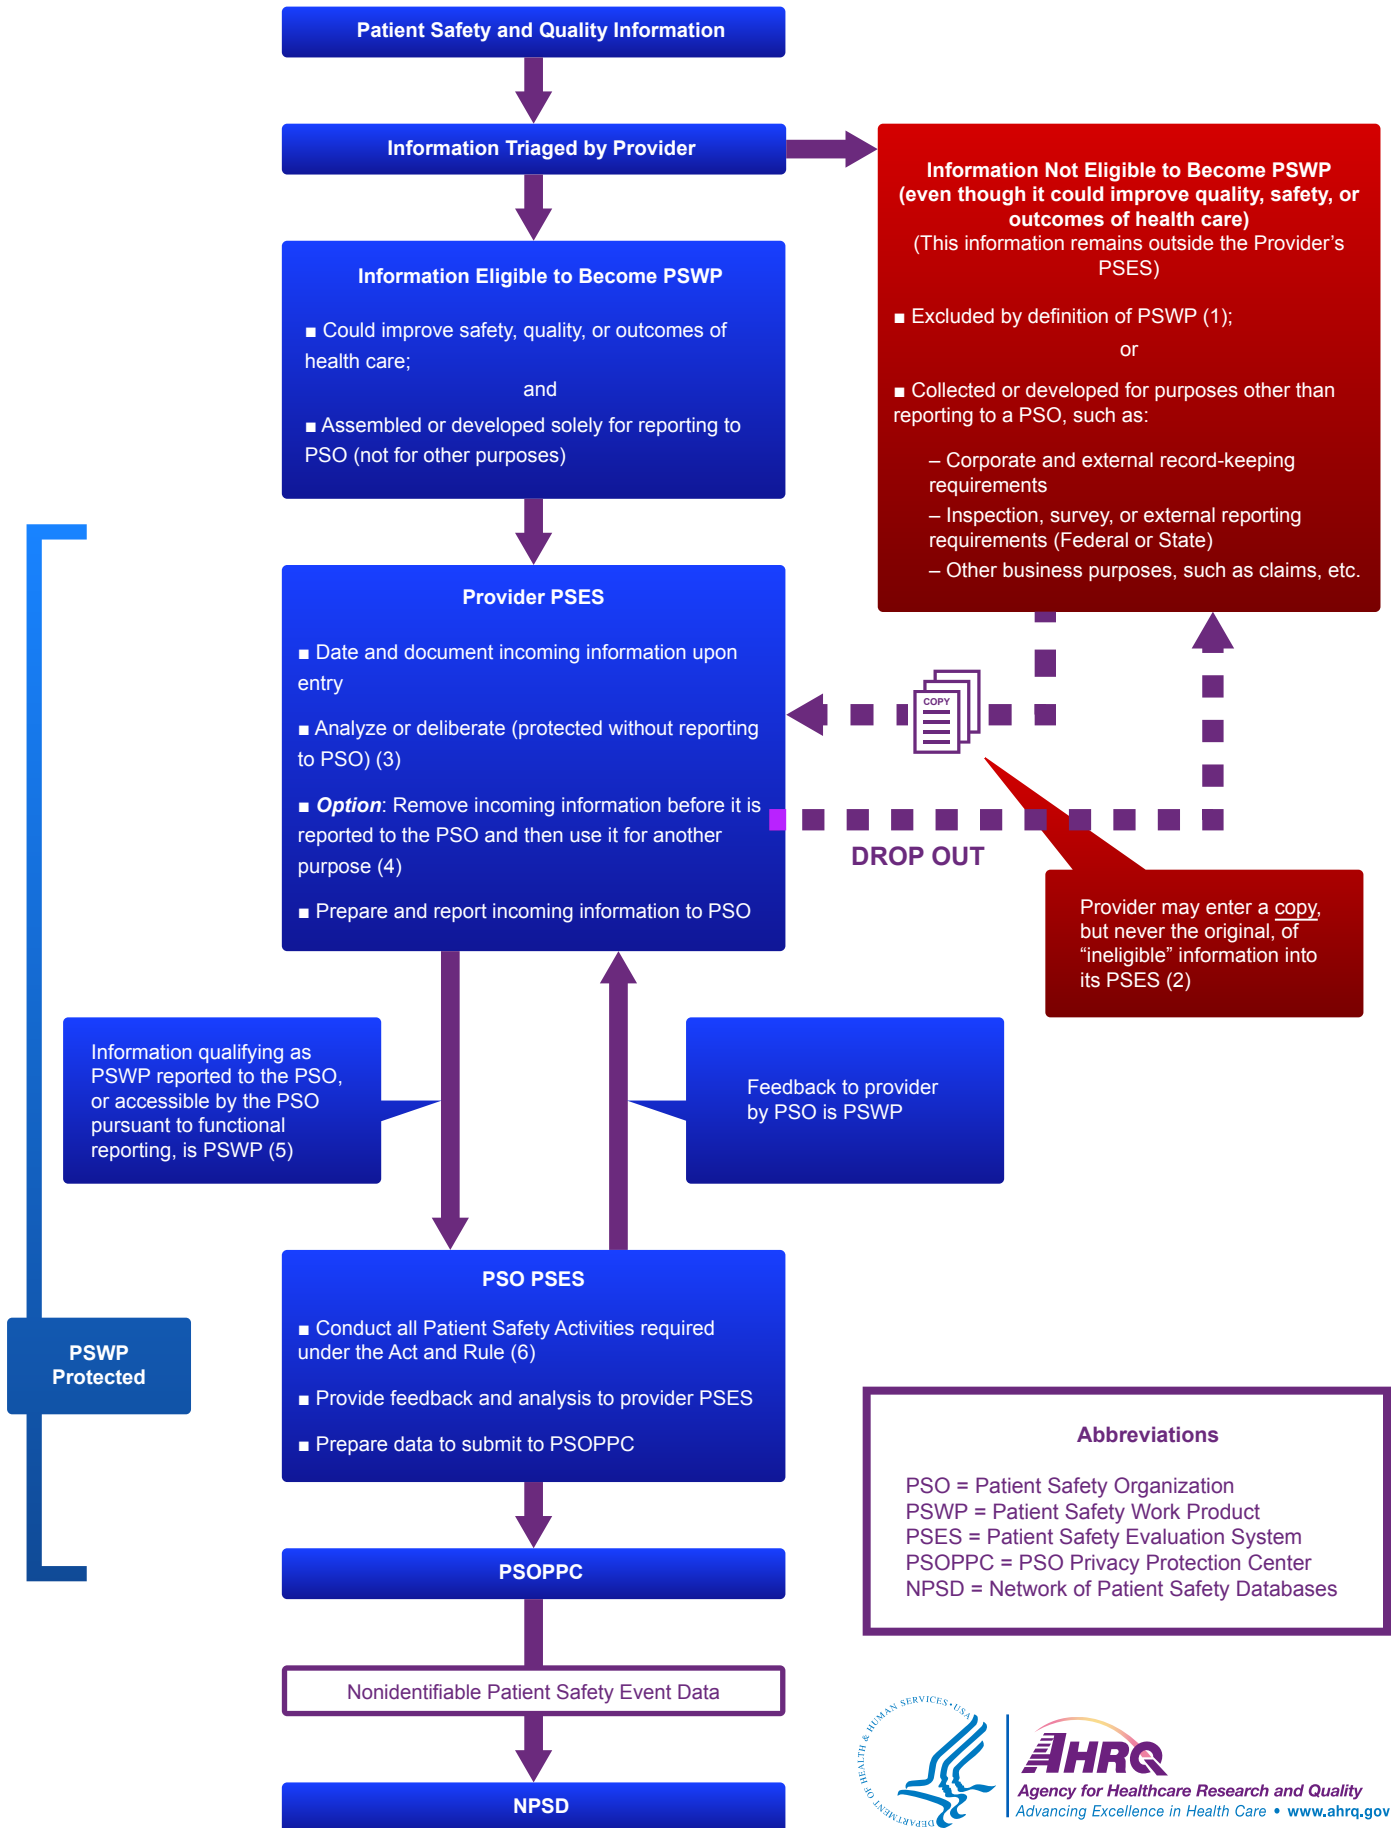 Patient Safety and Quality Information
Information Triaged by Provider
Information Not Eligible to Become PSWP
(even though it could improve quality, safety, or
outcomes of health care)
(This information remains outside the Provider’s
PSES)
■ Excluded by definition of PSWP (1);
or
■ Collected or developed for purposes other than
reporting to a PSO, such as:
– Corporate and external record-keeping
requirements
– Inspection, survey, or external reporting
requirements (Federal or State)
– Other business purposes, such as claims, etc.
Information Eligible to Become PSWP
■ Could improve safety, quality, or outcomes of
health care;
and
■ Assembled or developed solely for reporting to
PSO (not for other purposes)
Provider PSES
■ Date and document incoming information upon
entry
■ Analyze or deliberate (protected without reporting
to PSO) (3)
■ Option: Remove incoming information before it is
reported to the PSO and then use it for another
purpose (4)
■ Prepare and report incoming information to PSO
COPY
DROP OUT
Provider may enter a copy,
but never the original, of
“ineligible” information into
its PSES (2)
Information qualifying as
PSWP reported to the PSO,
or accessible by the PSO
pursuant to functional
reporting, is PSWP (5)
Feedback to provider
by PSO is PSWP
PSO PSES
■ Conduct all Patient Safety Activities required
under the Act and Rule (6)
■ Provide feedback and analysis to provider PSES
■ Prepare data to submit to PSOPPC
PSWP
Protected
PSOPPC
Nonidentifiable Patient Safety Event Data
NPSD
Abbreviations
PSO = Patient Safety Organization
PSWP = Patient Safety Work Product
PSES = Patient Safety Evaluation System
PSOPPC = PSO Privacy Protection Center
NPSD = Network of Patient Safety Databases
DEPARTMENT OF HEALTH & HUMAN SERVICES • USA
AHRQ
Agency for Healthcare Research and Quality
Advancing Excellence in Health Care • www.ahrq.gov